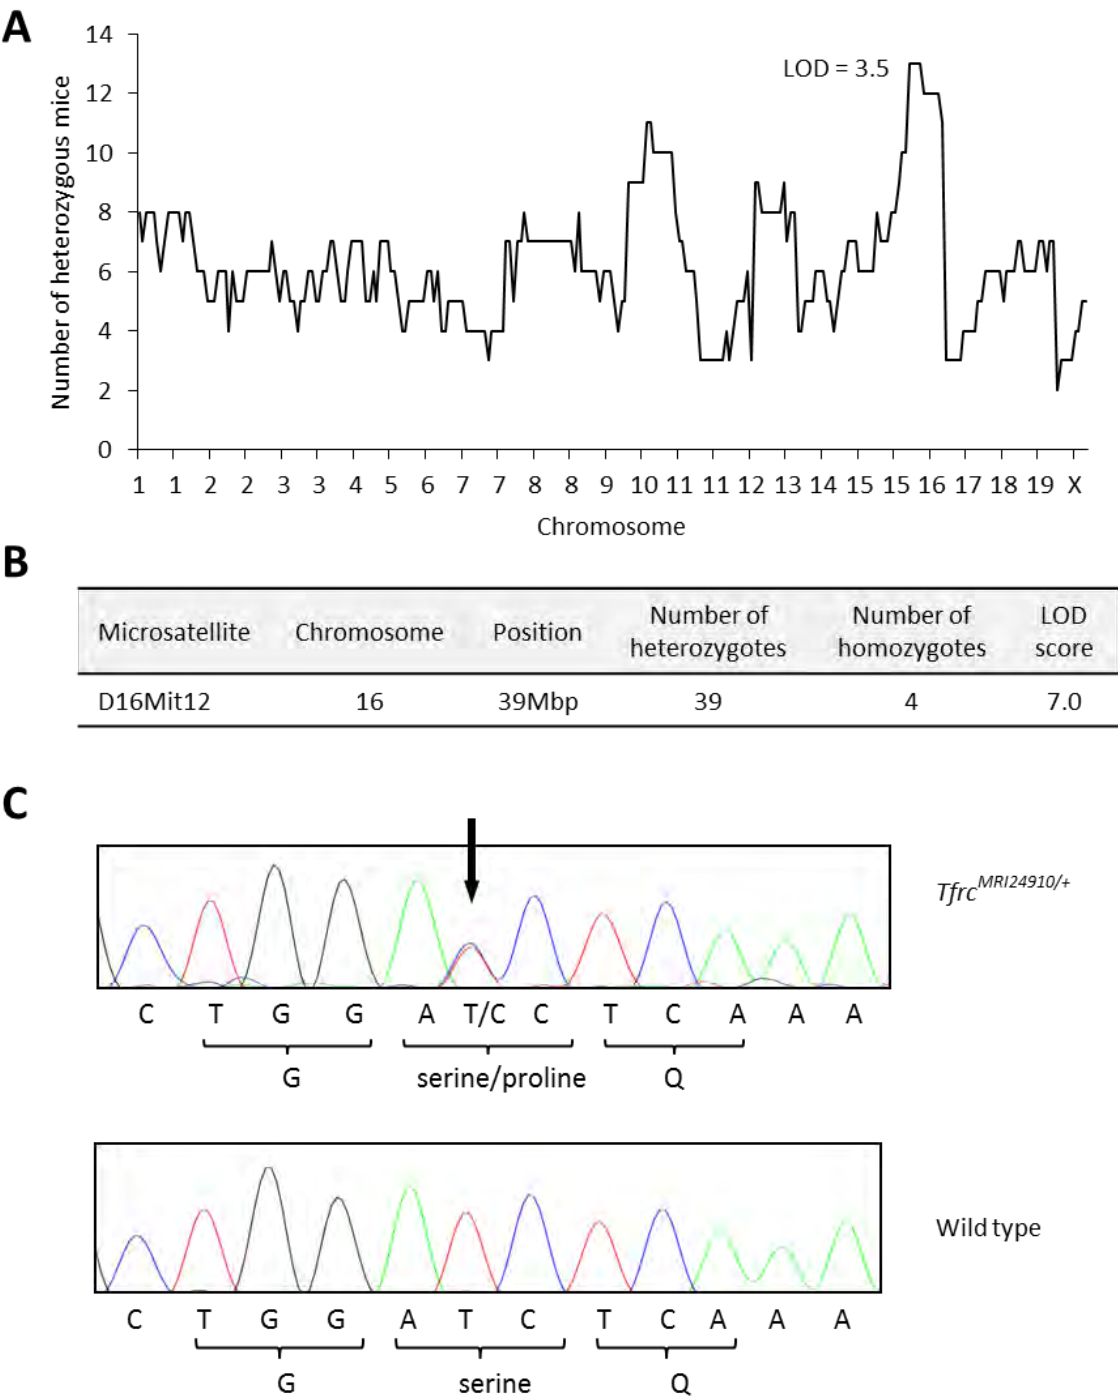 A
14
12
10
8
6
4
2
0
Number of heterozygous mice
LOD = 3.5
1 1 2 2 3 3 4 5 6 7 7 8 8 9 10 11 11 12 13 14 15 15 16 17 18 19 X
Chromosome
B
Microsatellite Chromosome Position Number of heterozygotes Number of homozygotes LOD score
D16Mit12 16 39Mbp 39 4 7.0
C
Tfrc^MRI24910/+
C T G G A T/C C T C A A A
G serine/proline Q
Wild type
C T G G A T C T C A A A
G serine Q